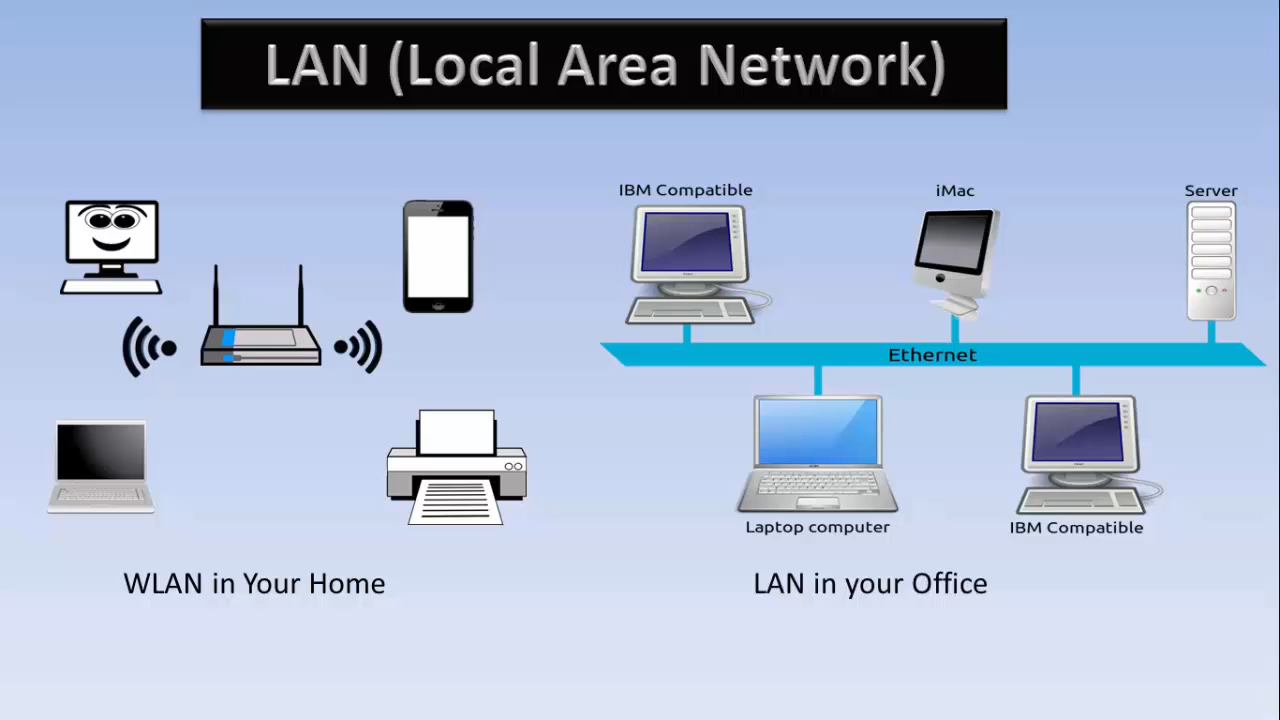 LAN (Local Area Network)
IBM Compatible
iMac
Server
Ethernet
Laptop computer
IBM Compatible
WLAN in Your Home
LAN in your Office